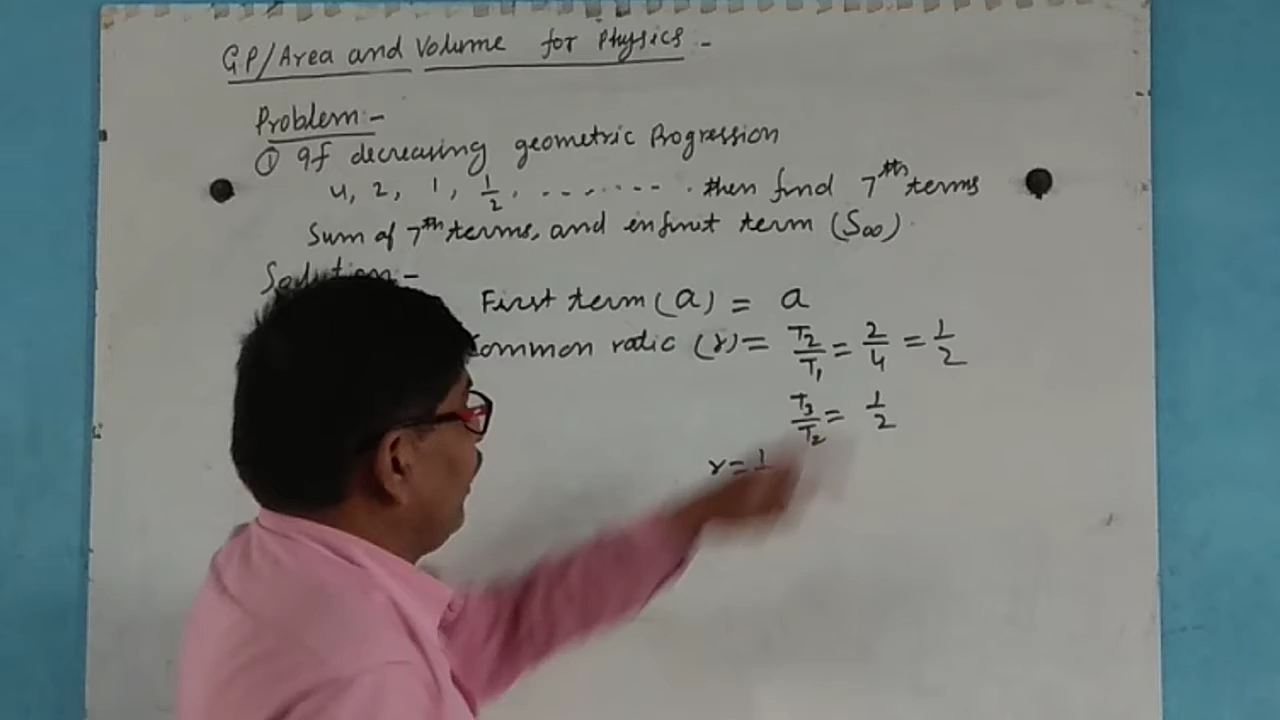 GP/Area and Volume for Physics -
Problem:-
① If decreasing geometric Progression
4, 2, 1, 1/2, - - - - - - - . then find 7th terms
Sum of 7th terms, and infinit term (S∞).
Solution -
First term (a) = a
Common ratio (r) = T2/T1 = 2/4 = 1/2
T3/T2 = 1/2
r = 1